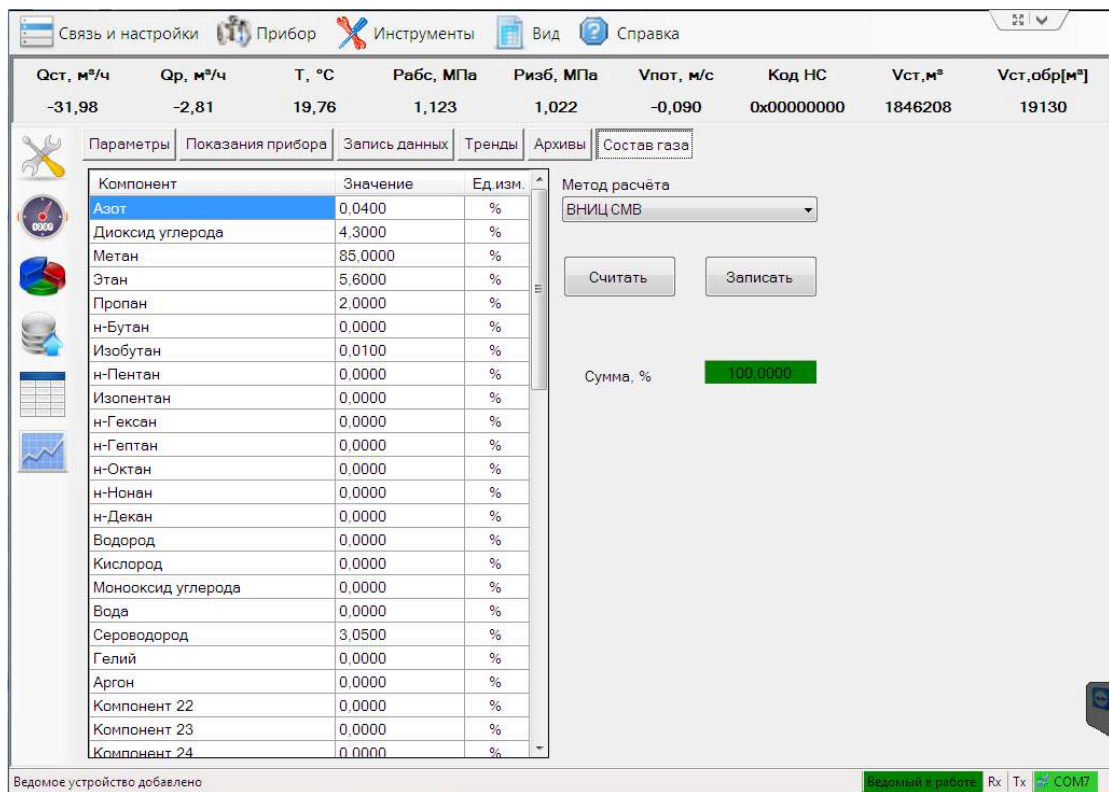 Связь и настройки Прибор Инструменты Вид Справка
Qст, м³/ч Qр, м³/ч T, °C Pабс, МПа Pизб, МПа Vпот, м/с Код НС Vст,м³ Vст,обр[м³]
-31,98 -2,81 19,76 1,123 1,022 -0,090 0x00000000 1846208 19130
Параметры Показания прибора Запись данных Тренды Архивы Состав газа
Компонент Значение Ед.изм. Метод расчёта
Азот 0,0400 % ВНИЦ СМВ
Диоксид углерода 4,3000 %
Метан 85,0000 %
Этан 5,6000 % Считать Записать
Пропан 2,0000 %
н-Бутан 0,0000 %
Изобутан 0,0100 %
н-Пентан 0,0000 % Сумма, % 100,0000
Изопентан 0,0000 %
н-Гексан 0,0000 %
н-Гептан 0,0000 %
н-Октан 0,0000 %
н-Нонан 0,0000 %
н-Декан 0,0000 %
Водород 0,0000 %
Кислород 0,0000 %
Монооксид углерода 0,0000 %
Вода 0,0000 %
Сероводород 3,0500 %
Гелий 0,0000 %
Аргон 0,0000 %
Компонент 22 0,0000 %
Компонент 23 0,0000 %
Компонент 24 0,0000 %
Ведомое устройство добавлено Ведомый в работе Rx Tx COM7